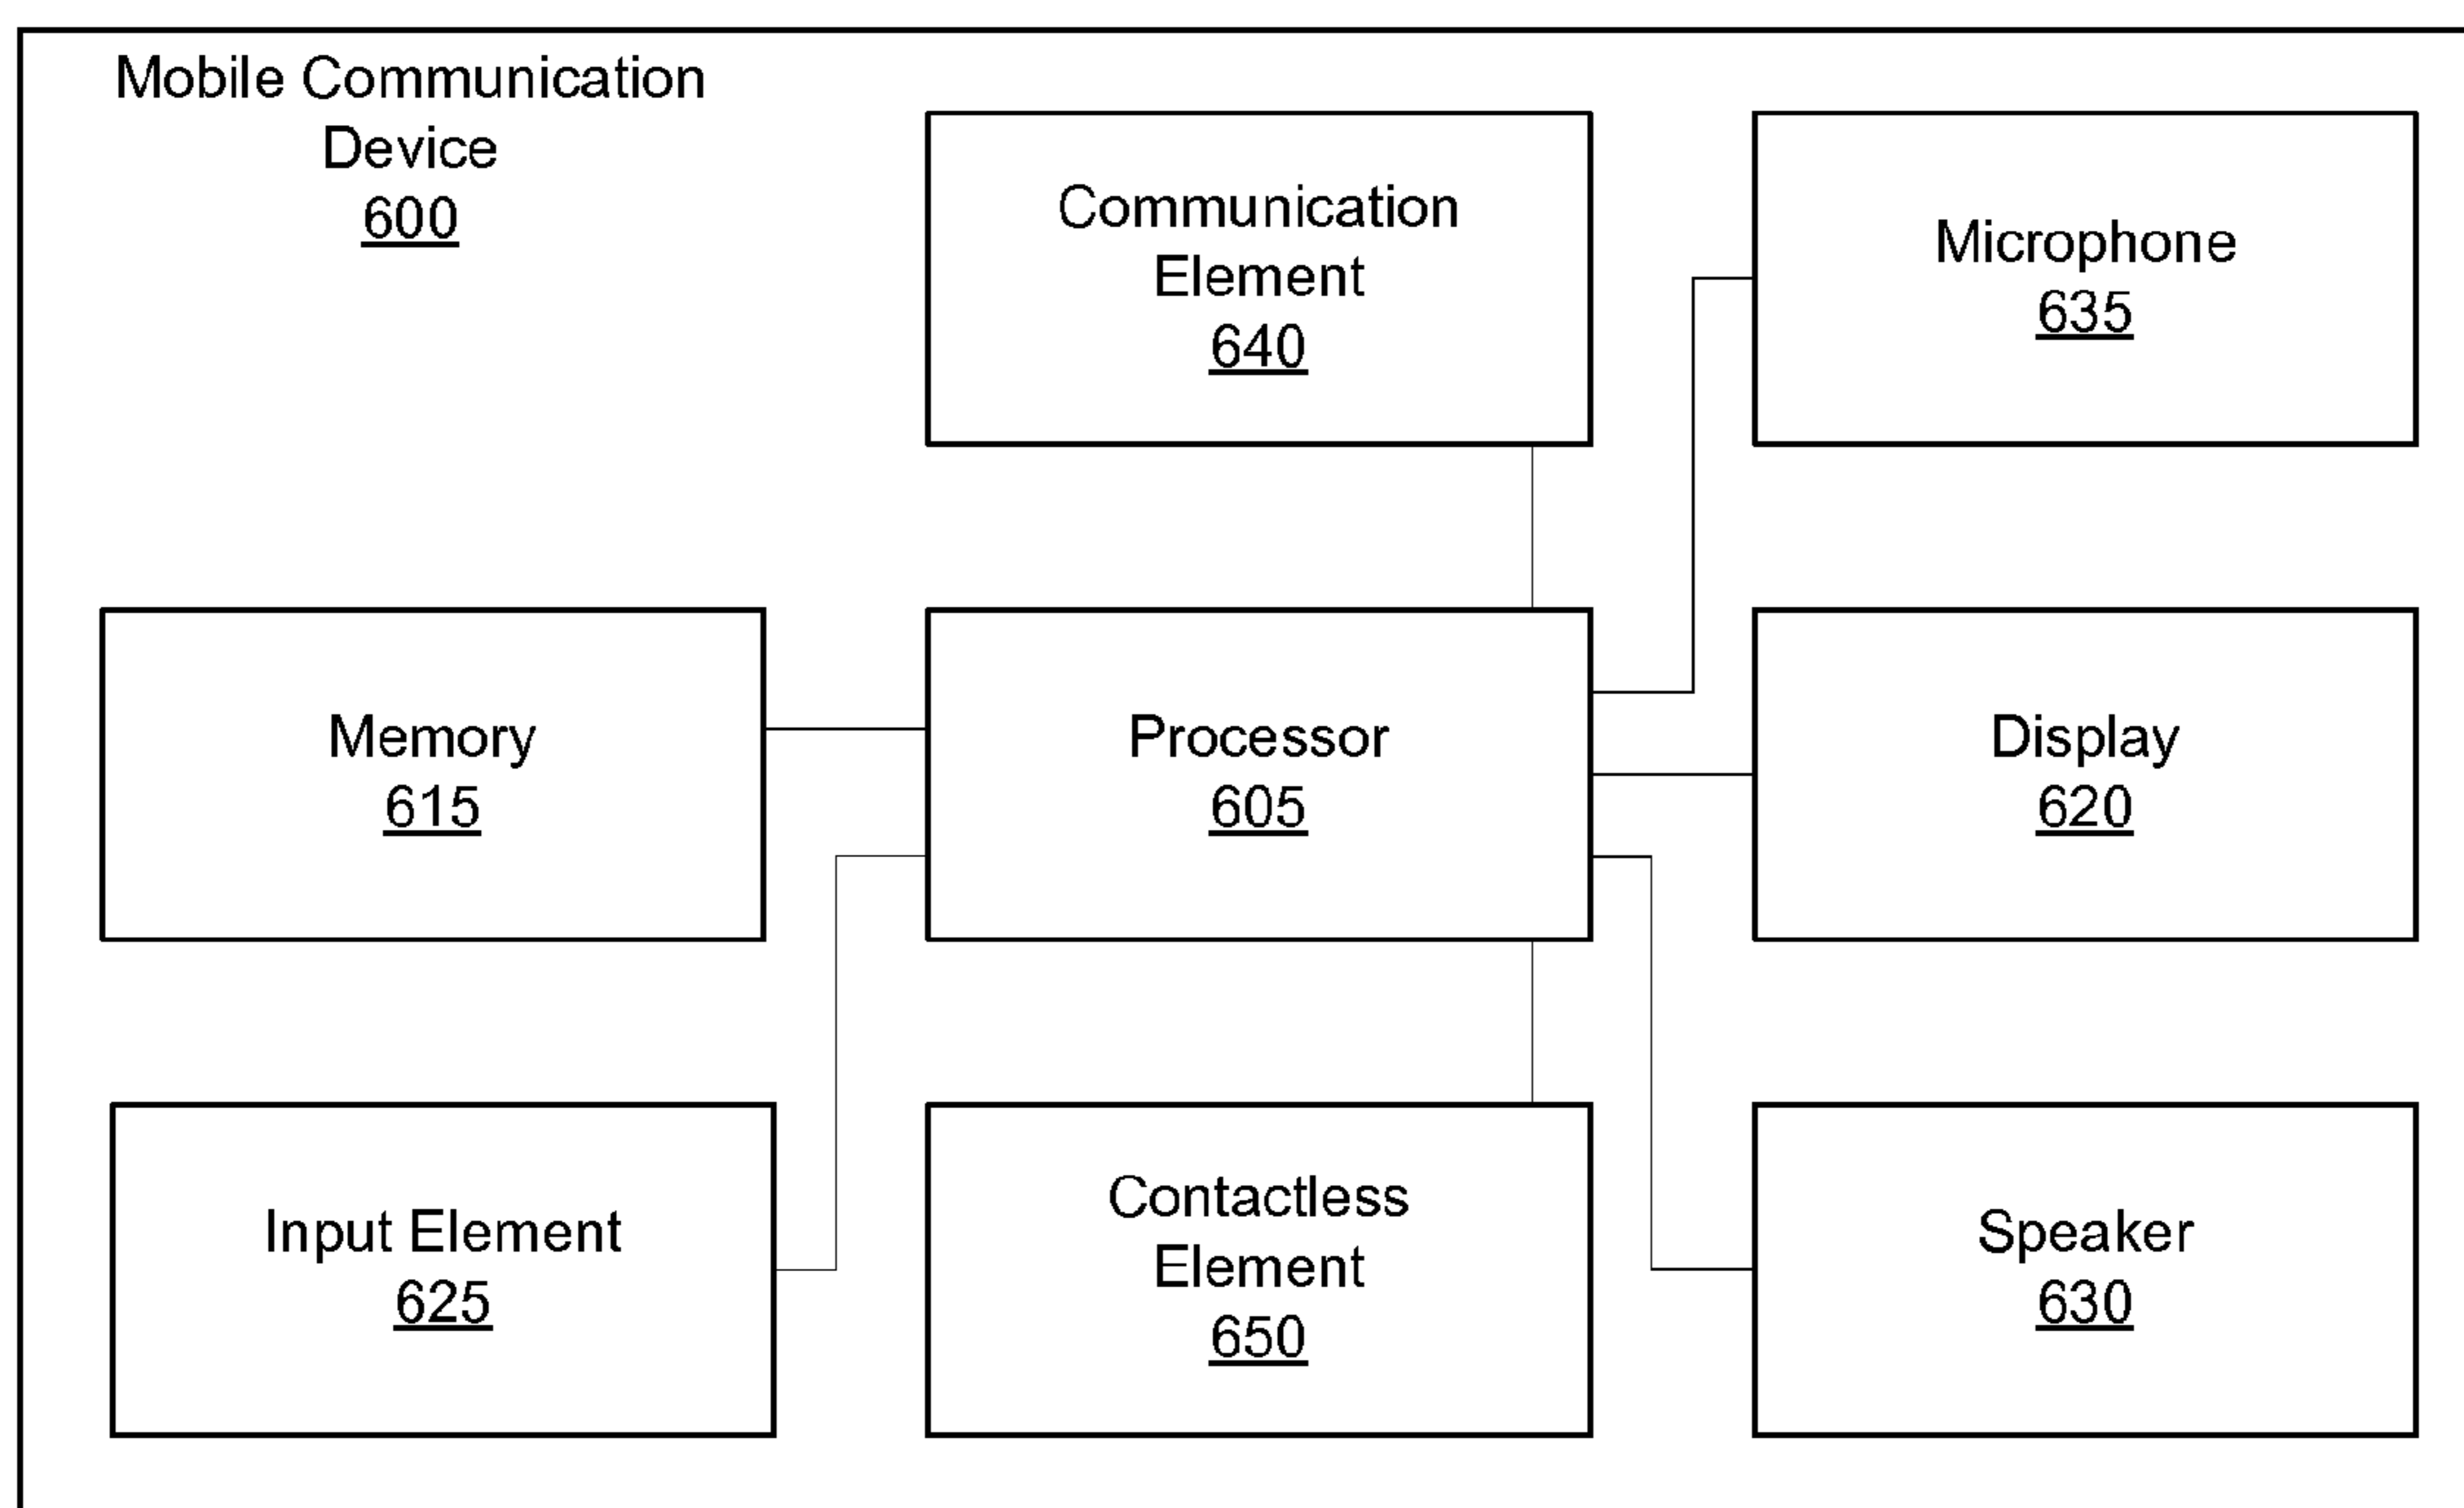 Mobile Communication
Device
600
Communication
Element
640
Microphone
635
Memory
615
Processor
605
Display
620
Input Element
625
Contactless
Element
650
Speaker
630